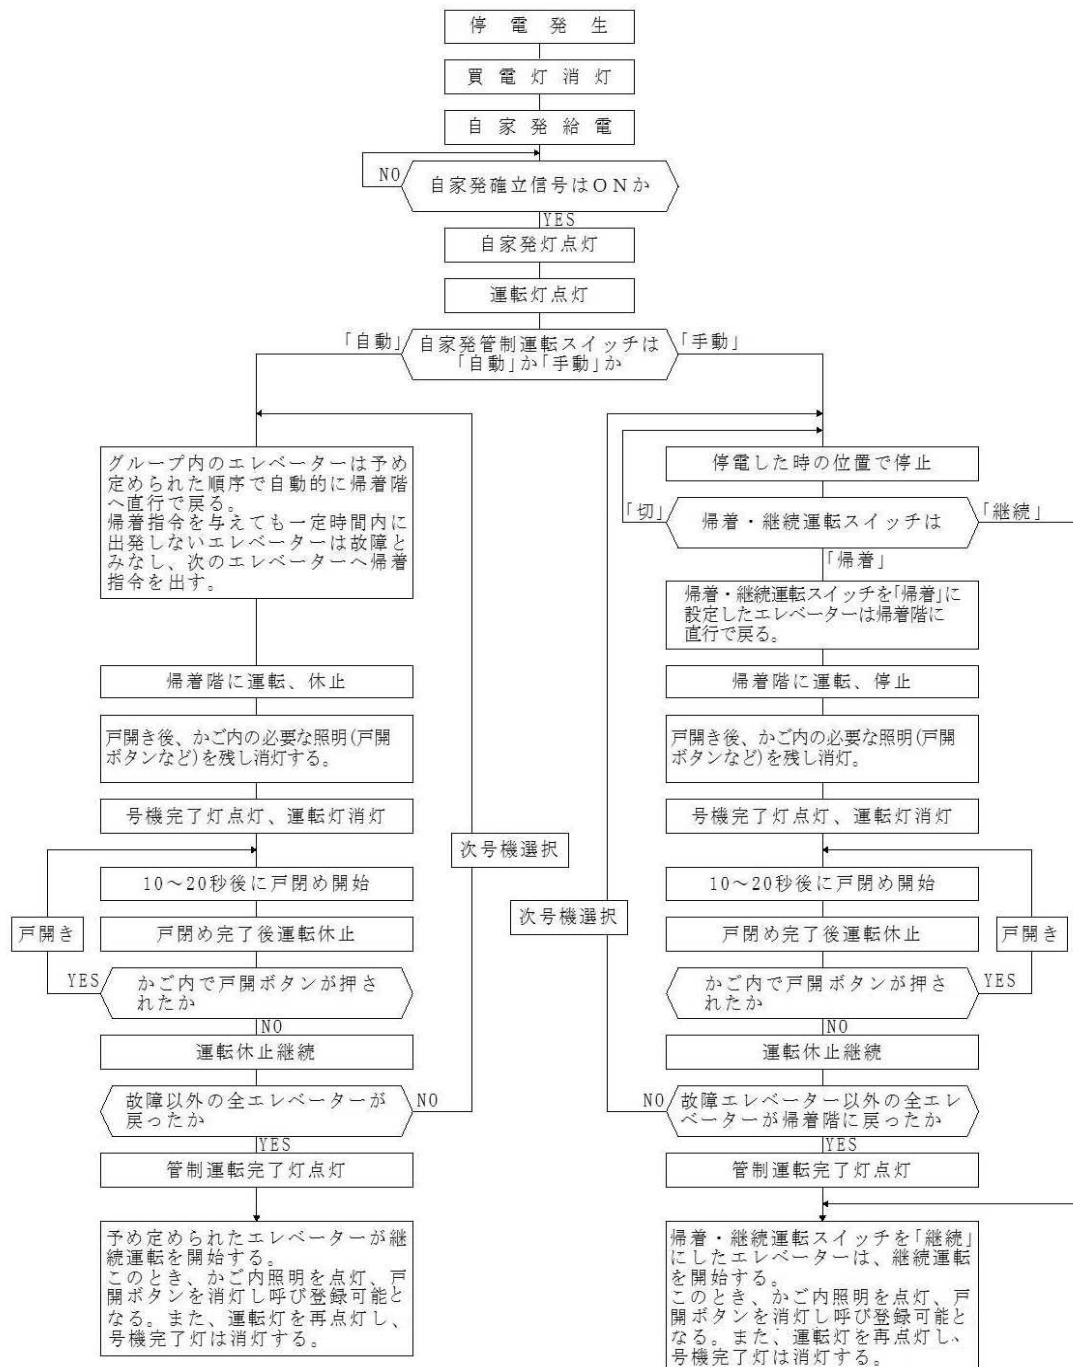 停電発生
買電灯消灯
自家発給電
NO
自家発確立信号はONか
YES
自家発灯点灯
運転灯点灯
「自動」
自家発管制運転スイッチは
「自動」か「手動」か
「手動」
グループ内のエレベーターは予め
定められた順序で自動的に帰着階
へ直行で戻る。
帰着指令を与えても一定時間内に
出発しないエレベーターは故障と
みなし、次のエレベーターへ帰着
指令を出す。
帰着階に運転、休止
戸開き後、かご内の必要な照明(戸開
ボタンなど)を残し消灯する。
号機完了灯点灯、運転灯消灯
10～20秒後に戸閉め開始
戸閉め完了後運転休止
戸開き
YES
かご内で戸開ボタンが押さ
れたか
NO
運転休止継続
故障以外の全エレベーターが
戻ったか
NO
次号機選択
YES
管制運転完了灯点灯
予め定められたエレベーターが継
続運転を開始する。
このとき、かご内照明を点灯、戸
開ボタンを消灯し呼び登録可能と
なる。また、運転灯を再点灯し、
号機完了灯は消灯する。
停電した時の位置で停止
「切」
帰着・継続運転スイッチは
「継続」
「帰着」
帰着・継続運転スイッチを「帰着」に
設定したエレベーターは帰着階に
直行で戻る。
帰着階に運転、停止
戸開き後、かご内の必要な照明(戸開
ボタンなど)を残し消灯。
号機完了灯点灯、運転灯消灯
10～20秒後に戸閉め開始
戸閉め完了後運転休止
戸開き
かご内で戸開ボタンが押さ
れたか
YES
NO
運転休止継続
次号機選択
NO
故障エレベーター以外の全エレ
ベーターが帰着階に戻ったか
YES
管制運転完了灯点灯
帰着・継続運転スイッチを「継続」
にしたエレベーターは、継続運転
を開始する。
このとき、かご内照明を点灯、戸
開ボタンを消灯し呼び登録可能と
なる。また、運転灯を再点灯し、
号機完了灯は消灯する。